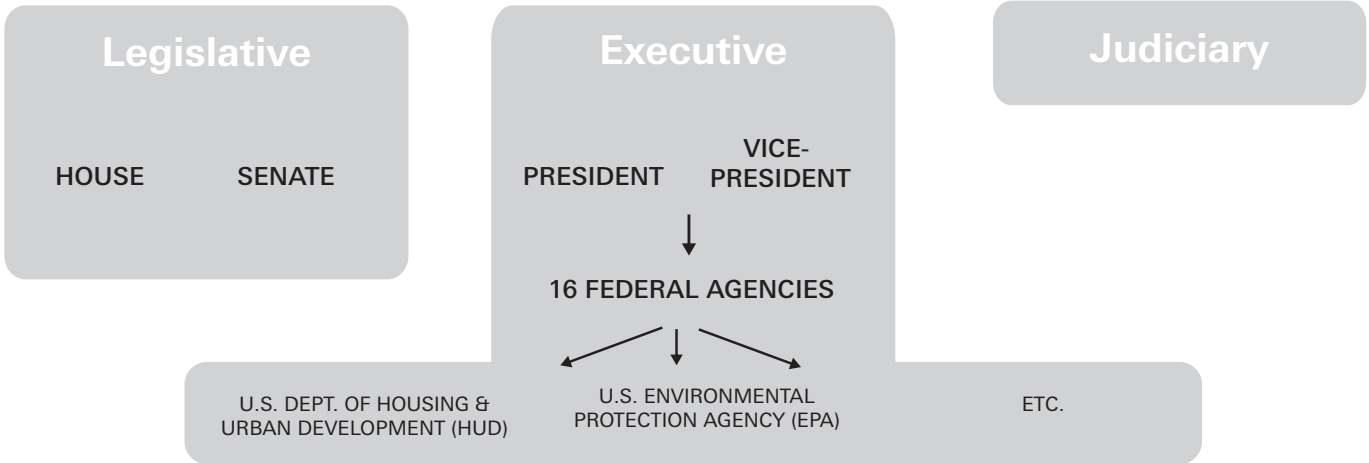 Legislative
HOUSE
SENATE
Executive
PRESIDENT
VICE-
PRESIDENT
16 FEDERAL AGENCIES
Judiciary
U.S. DEPT. OF HOUSING &
URBAN DEVELOPMENT (HUD)
U.S. ENVIRONMENTAL
PROTECTION AGENCY (EPA)
ETC.